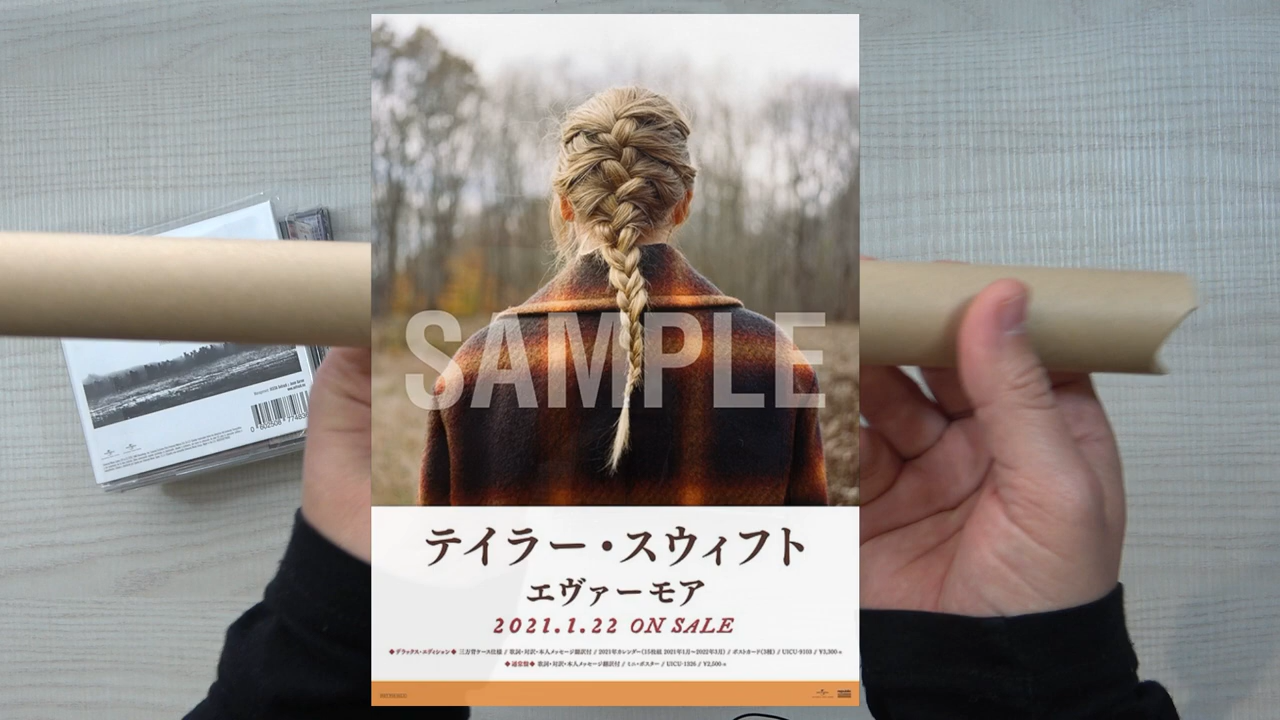 SAMPLE
テイラー・スウィフト
エヴァーモア
2021.1.22 ON SALE
◆デラックス・エディション◆ 三方背ケース仕様 / 歌詞・対訳・本人メッセージ翻訳付 / 2021年カレンダー(15枚組 2021年1月~2022年3月) / ポストカード(3種) / UICU-9103 / ¥3,300
◆通常盤◆ 歌詞・対訳・本人メッセージ翻訳付 / ミニ・ポスター / UICU-1326 / ¥2,500